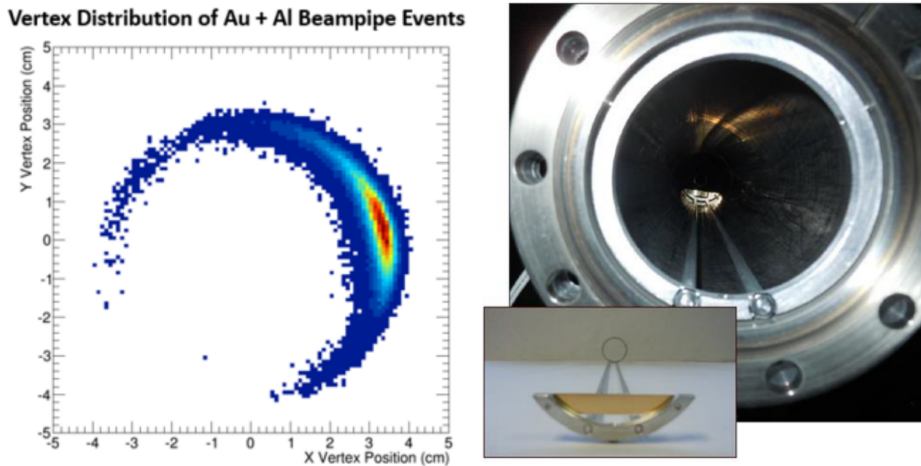 Vertex Distribution of Au + Al Beampipe Events
Y Vertex Position (cm)
5
4
3
2
1
0
-1
-2
-3
-4
-5
-5 -4 -3 -2 -1 0 1 2 3 4 5
X Vertex Position (cm)